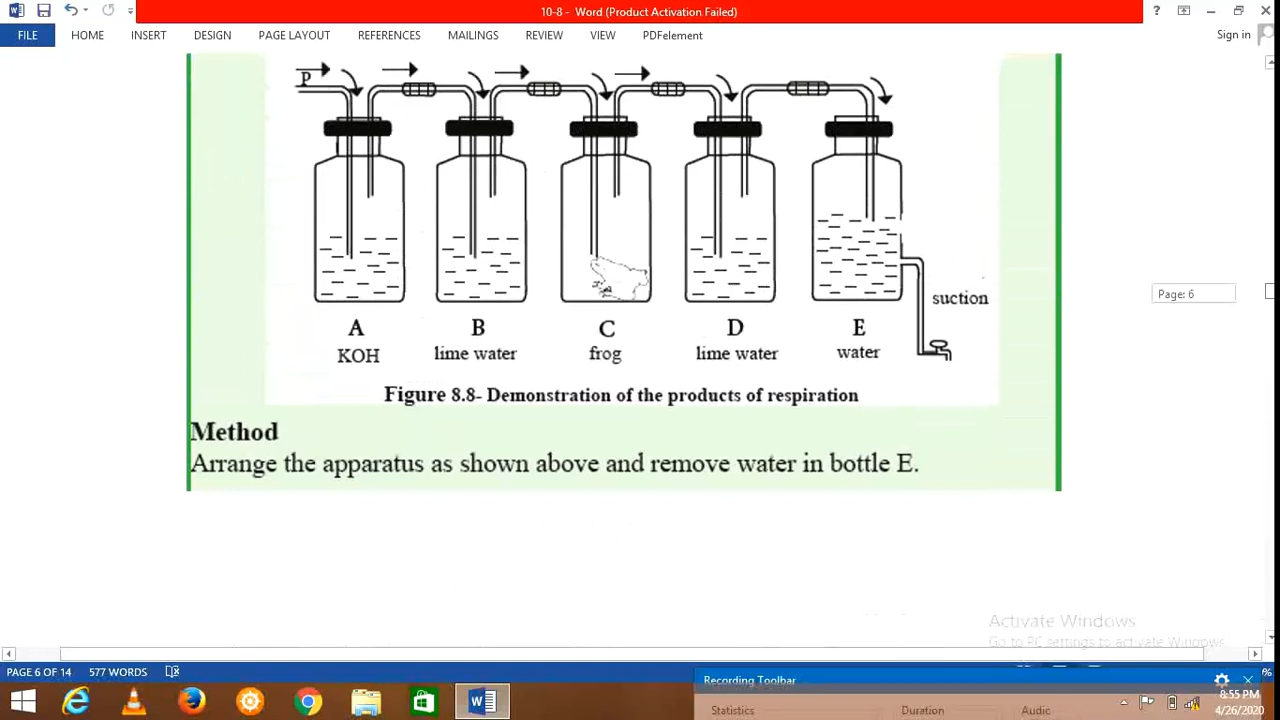 10-8 - Word (Product Activation Failed)
FILE HOME INSERT DESIGN PAGE LAYOUT REFERENCES MAILINGS REVIEW VIEW PDFelement Sign in
P
suction
Page: 6
A B C D E
KOH lime water frog lime water water
Figure 8.8- Demonstration of the products of respiration
Method
Arrange the apparatus as shown above and remove water in bottle E.
Activate Windows
Go to PC settings to activate Windows.
PAGE 6 OF 14 577 WORDS
Recording Toolbar
Statistics Duration Audio
8:55 PM
4/26/2020